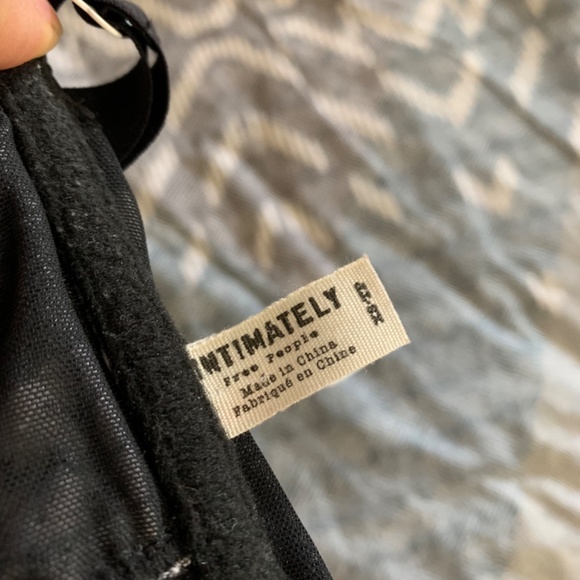 NTIMATELY
Free People
Made in China
Fabriqué en Chine